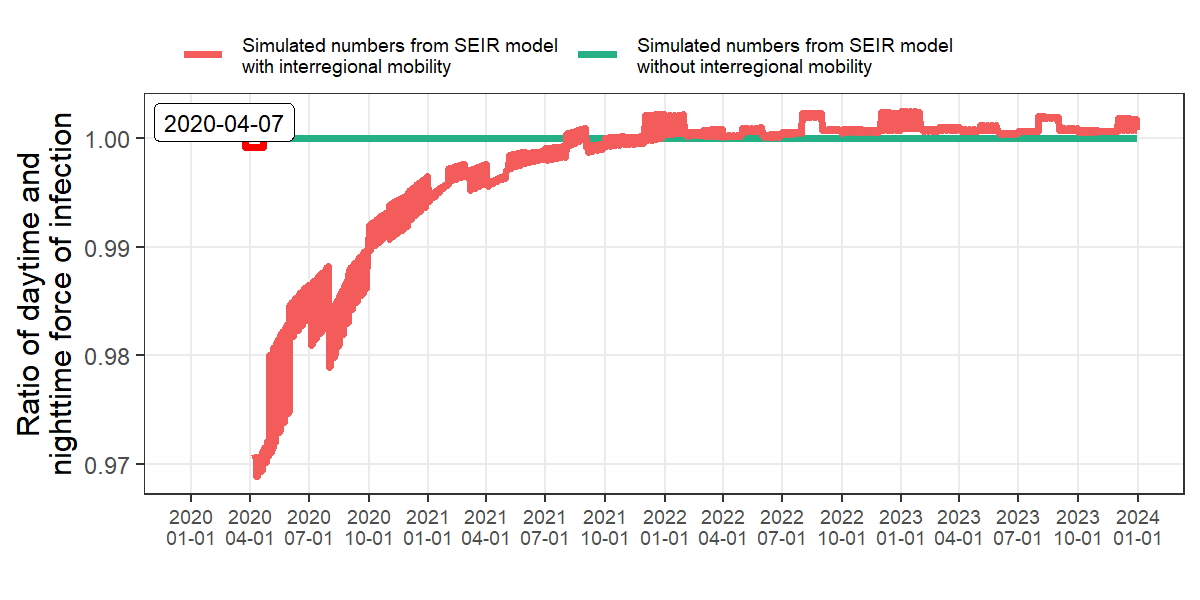 Simulated numbers from SEIR model
with interregional mobility
Simulated numbers from SEIR model
without interregional mobility
2020-04-07
Ratio of daytime and
nighttime force of infection
1.00
0.99
0.98
0.97
2020 2020 2020 2020 2021 2021 2021 2021 2022 2022 2022 2022 2023 2023 2023 2023 2024
01-01 04-01 07-01 10-01 01-01 04-01 07-01 10-01 01-01 04-01 07-01 10-01 01-01 04-01 07-01 10-01 01-01